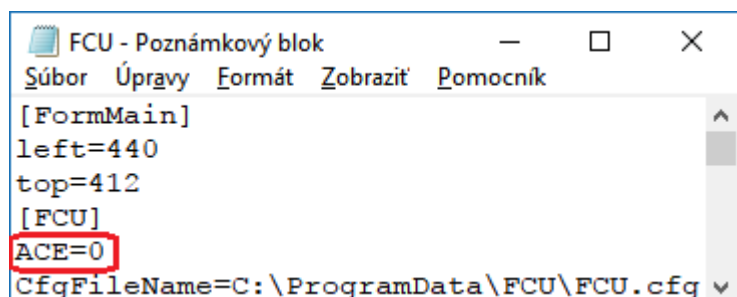 FCU - Poznámkový blok
Súbor Úpravy Formát Zobraziť Pomocník
[FormMain]
left=440
top=412
[FCU]
ACE=0
CfgFileName=C:\ProgramData\FCU\FCU.cfg